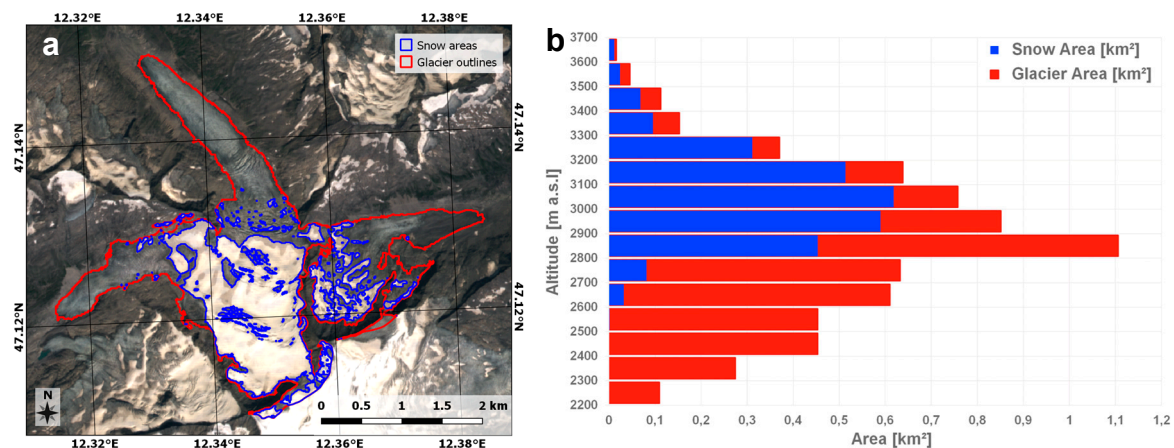 12.32°E 12.34°E 12.36°E 12.38°E
a
Snow areas
Glacier outlines
47.14°N 47.14°N
47.12°N 47.12°N
N
0 0.5 1 1.5 2 km
12.32°E 12.34°E 12.36°E 12.38°E
b
Snow Area [km²]
Glacier Area [km²]
Altitude [m a.s.l]
3700
3600
3500
3400
3300
3200
3100
3000
2900
2800
2700
2600
2500
2400
2300
2200
0 0,1 0,2 0,3 0,4 0,5 0,6 0,7 0,8 0,9 1 1,1 1,2
Area [km²]